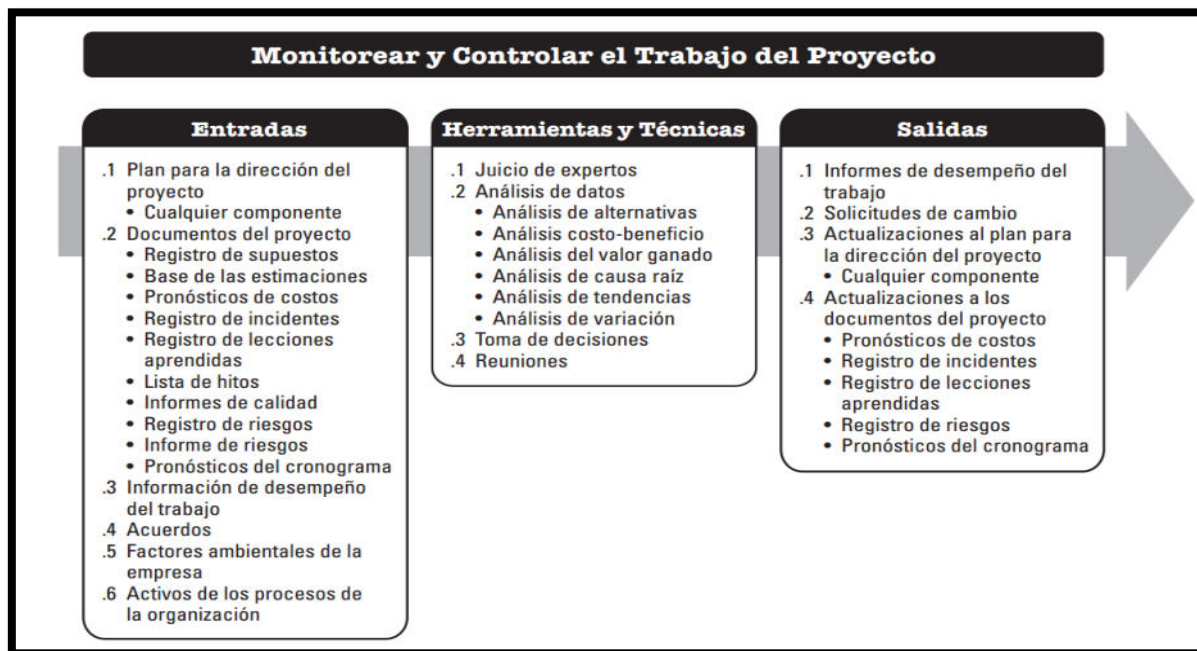 Monitorear y Controlar el Trabajo del Proyecto
Entradas
.1 Plan para la dirección del
proyecto
• Cualquier componente
.2 Documentos del proyecto
• Registro de supuestos
• Base de las estimaciones
• Pronósticos de costos
• Registro de incidentes
• Registro de lecciones
aprendidas
• Lista de hitos
• Informes de calidad
• Registro de riesgos
• Informe de riesgos
• Pronósticos del cronograma
.3 Información de desempeño
del trabajo
.4 Acuerdos
.5 Factores ambientales de la
empresa
.6 Activos de los procesos de
la organización
Herramientas y Técnicas
.1 Juicio de expertos
.2 Análisis de datos
• Análisis de alternativas
• Análisis costo-beneficio
• Análisis del valor ganado
• Análisis de causa raíz
• Análisis de tendencias
• Análisis de variación
.3 Toma de decisiones
.4 Reuniones
Salidas
.1 Informes de desempeño del
trabajo
.2 Solicitudes de cambio
.3 Actualizaciones al plan para
la dirección del proyecto
• Cualquier componente
.4 Actualizaciones a los
documentos del proyecto
• Pronósticos de costos
• Registro de incidentes
• Registro de lecciones
aprendidas
• Registro de riesgos
• Pronósticos del cronograma